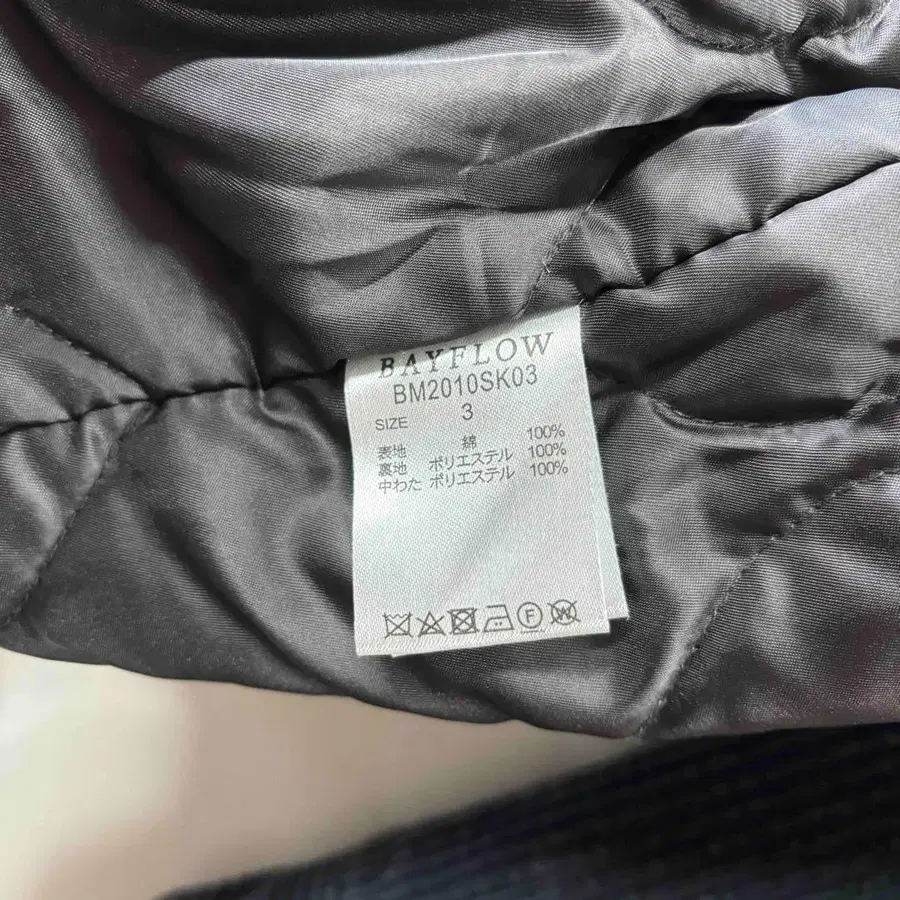 BAYFLOW
BM2010SK03
SIZE 3
表地 綿 100%
裏地 ポリエステル 100%
中わた ポリエステル 100%
F W